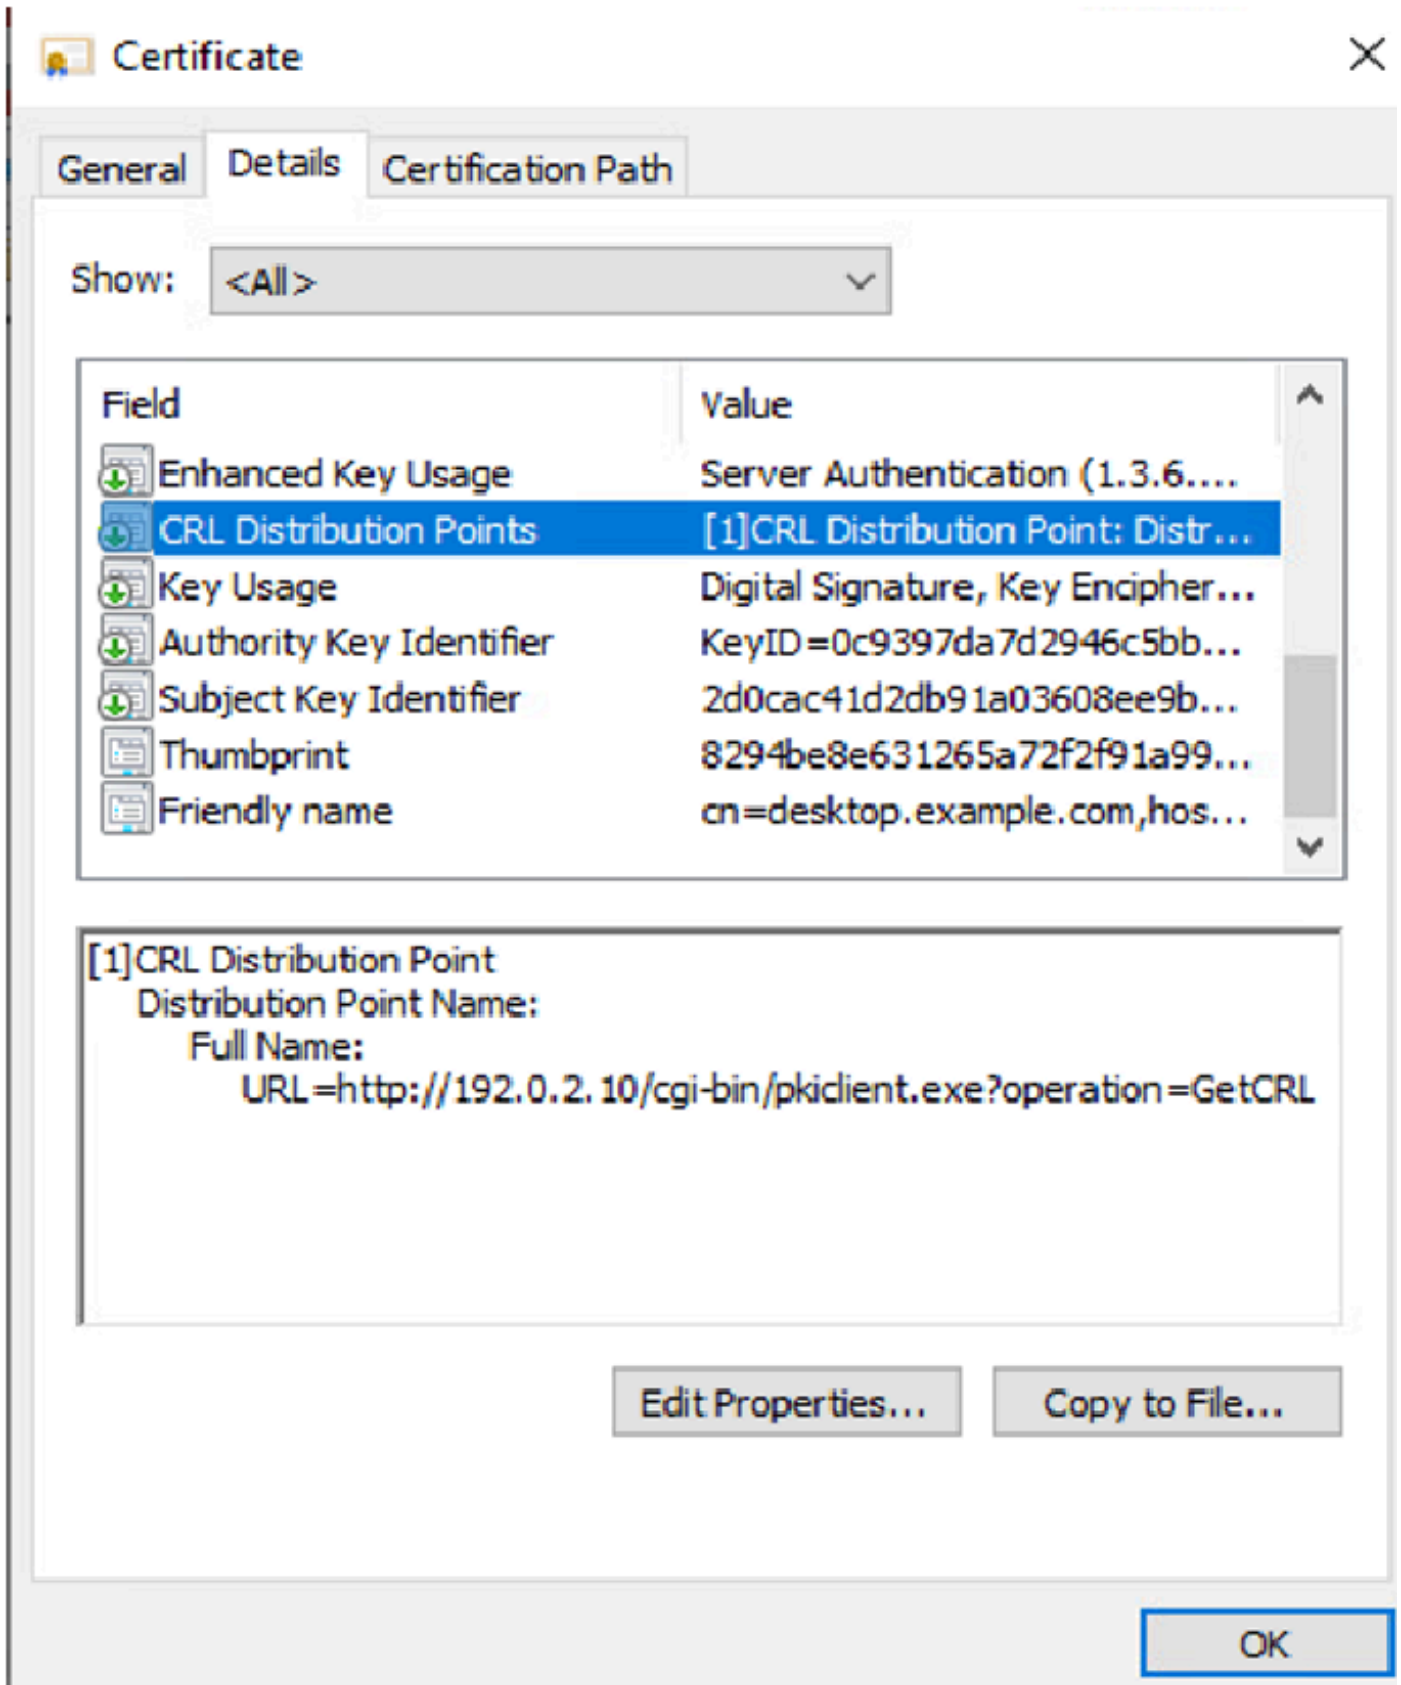 Certificate
General Details Certification Path
Show: <All>
Field Value
Enhanced Key Usage Server Authentication (1.3.6....
CRL Distribution Points [1]CRL Distribution Point: Distr...
Key Usage Digital Signature, Key Encipher...
Authority Key Identifier KeyID=0c9397da7d2946c5bb...
Subject Key Identifier 2d0cac41d2db91a03608ee9b...
Thumbprint 8294be8e631265a72f2f91a99...
Friendly name cn=desktop.example.com,hos...
[1]CRL Distribution Point
Distribution Point Name:
Full Name:
URL=http://192.0.2.10/cgi-bin/pkiclient.exe?operation=GetCRL
Edit Properties... Copy to File...
OK